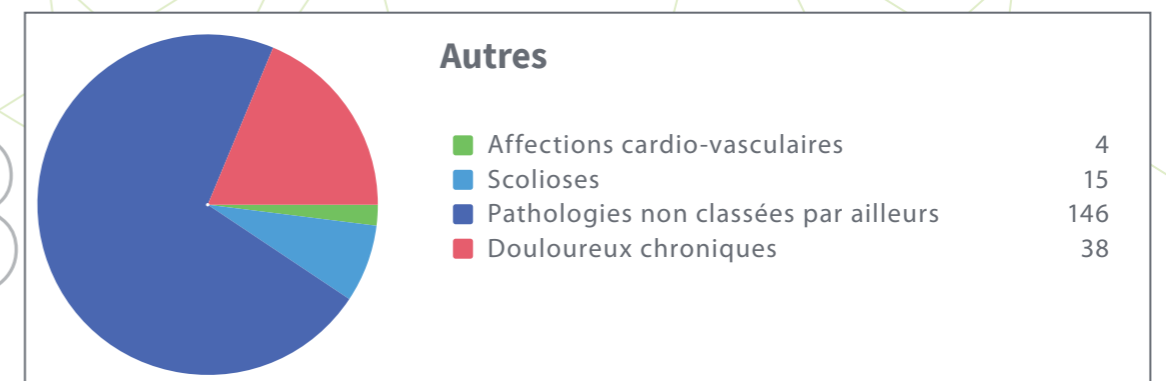 Autres
Affections cardio-vasculaires 4
Scolioses 15
Pathologies non classées par ailleurs 146
Douloureux chroniques 38